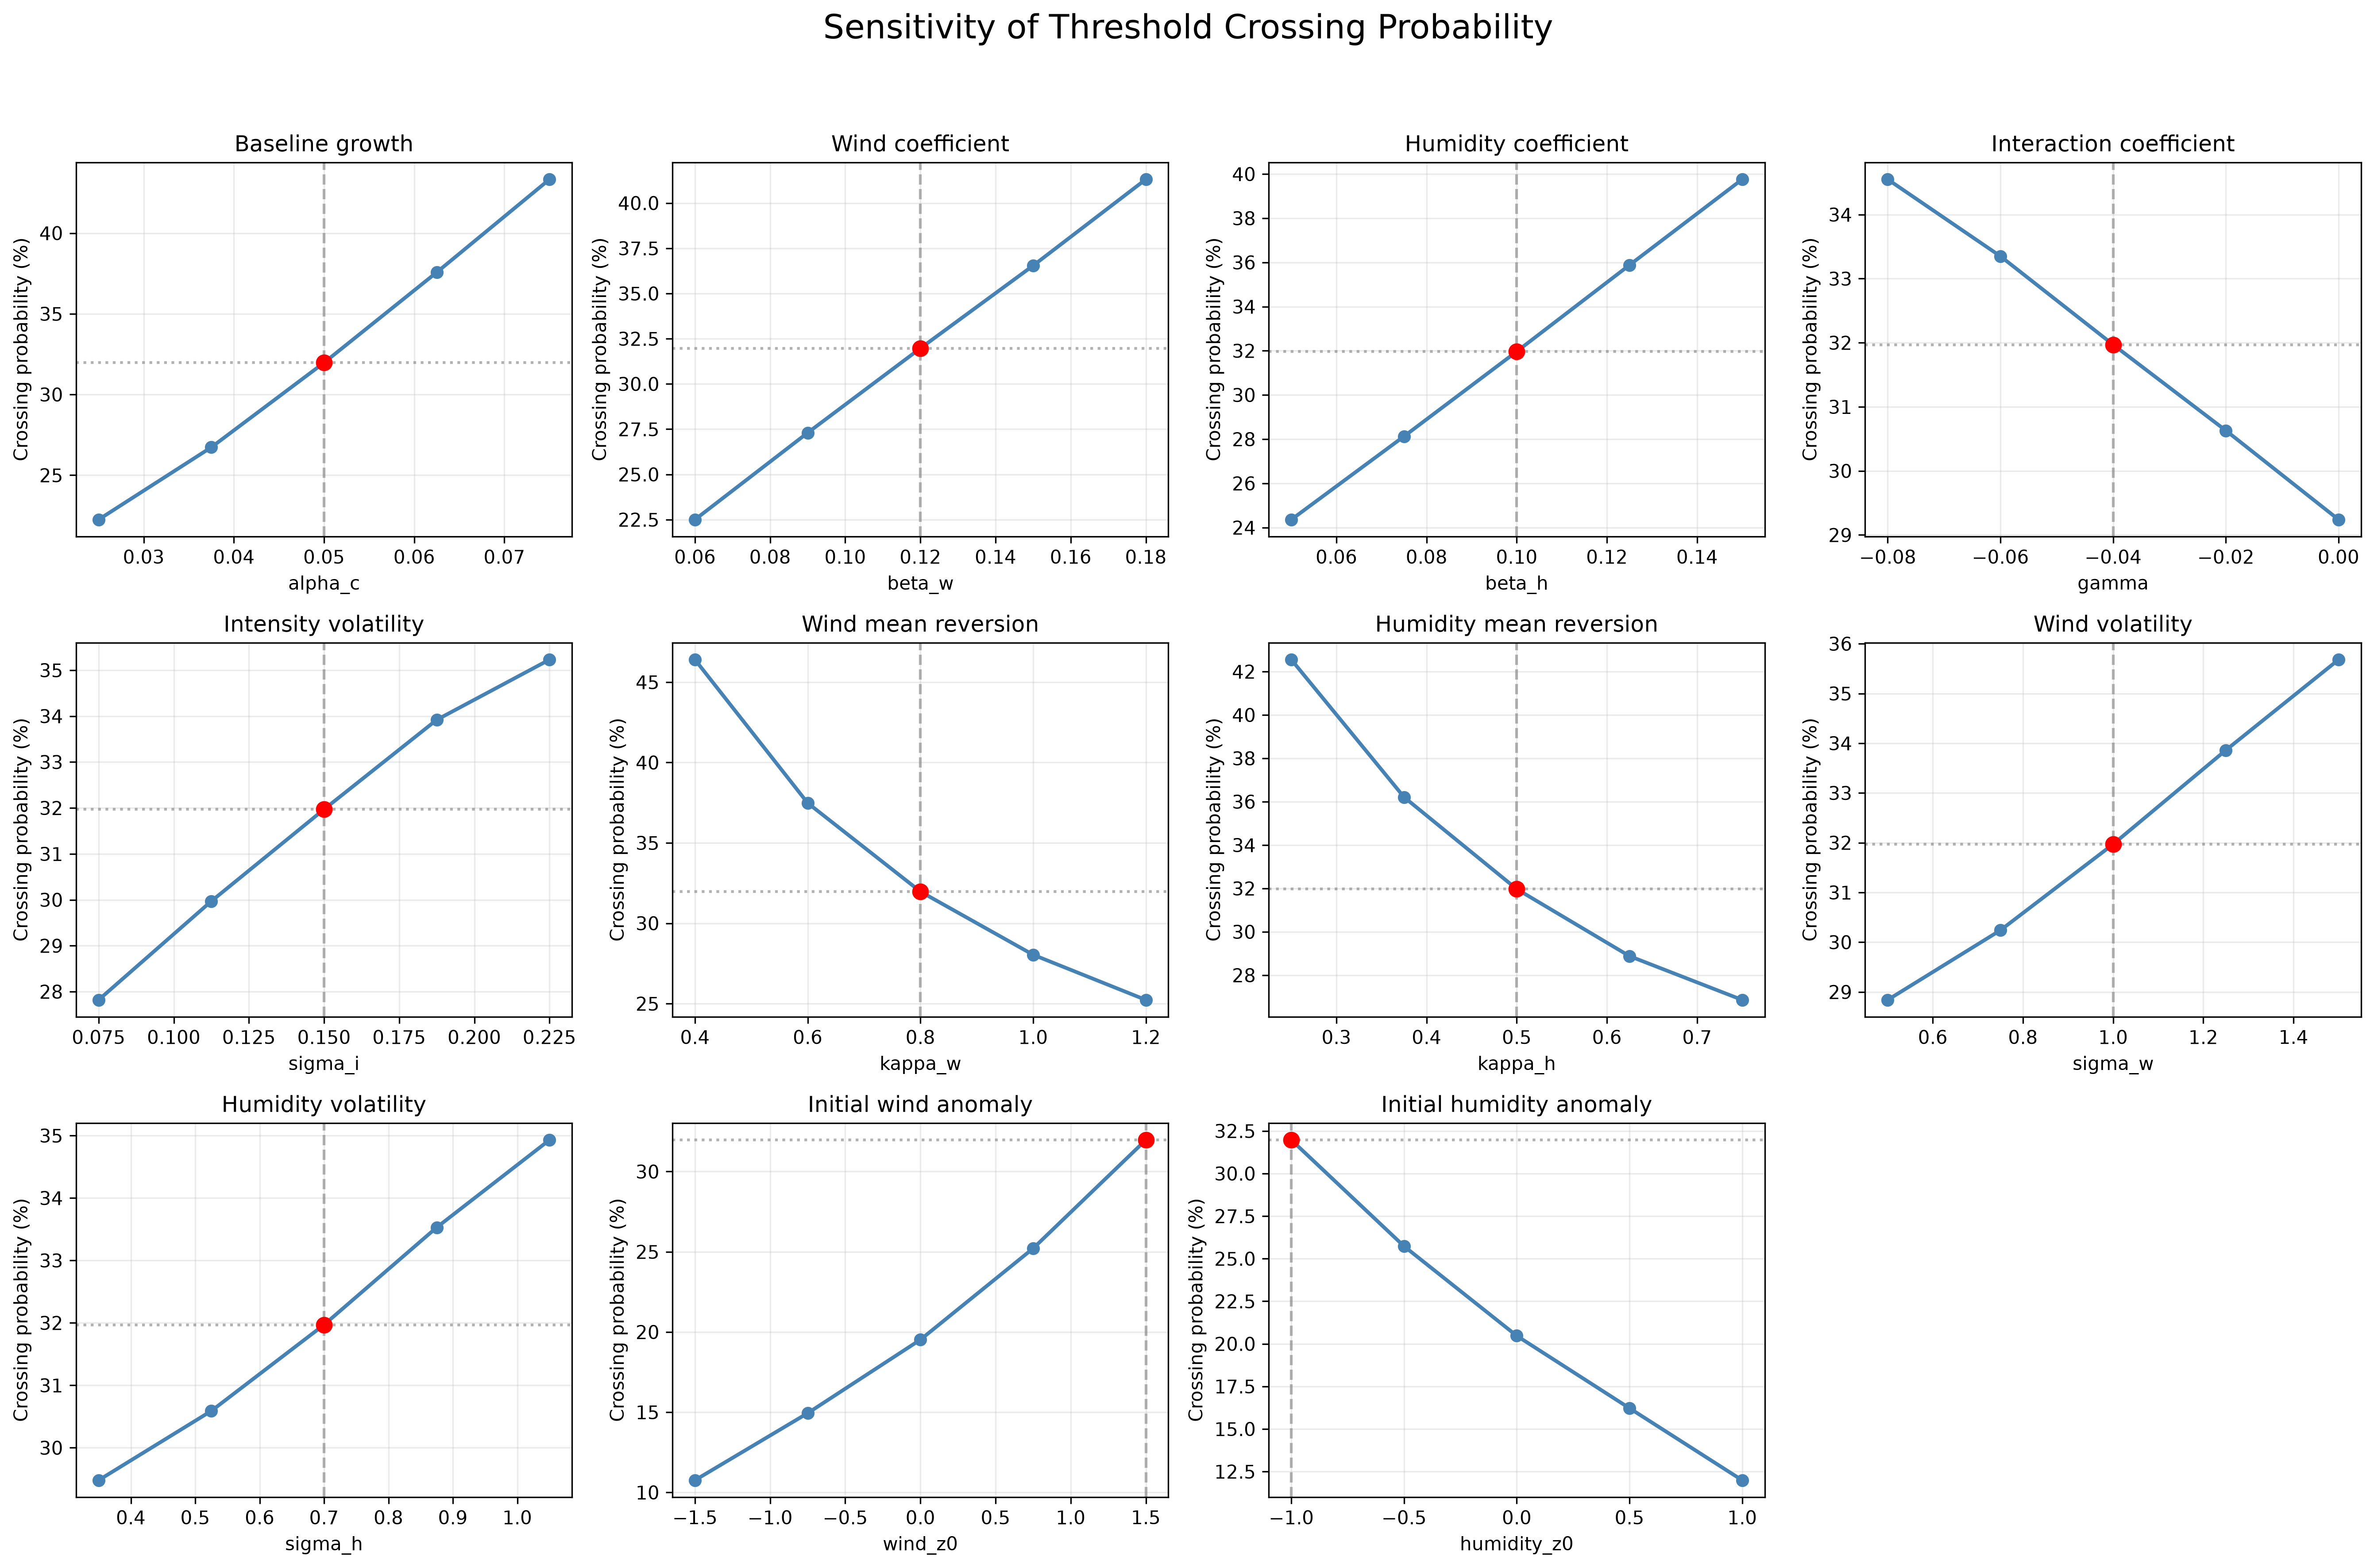 Sensitivity of Threshold Crossing Probability
Baseline growth
Crossing probability (%)
40
35
30
25
0.03 0.04 0.05 0.06 0.07
alpha_c
Wind coefficient
Crossing probability (%)
40.0
37.5
35.0
32.5
30.0
27.5
25.0
22.5
0.06 0.08 0.10 0.12 0.14 0.16 0.18
beta_w
Humidity coefficient
Crossing probability (%)
40
38
36
34
32
30
28
26
24
0.06 0.08 0.10 0.12 0.14
beta_h
Interaction coefficient
Crossing probability (%)
34
33
32
31
30
29
−0.08 −0.06 −0.04 −0.02 0.00
gamma
Intensity volatility
Crossing probability (%)
35
34
33
32
31
30
29
28
0.075 0.100 0.125 0.150 0.175 0.200 0.225
sigma_i
Wind mean reversion
Crossing probability (%)
45
40
35
30
25
0.4 0.6 0.8 1.0 1.2
kappa_w
Humidity mean reversion
Crossing probability (%)
42
40
38
36
34
32
30
28
0.3 0.4 0.5 0.6 0.7
kappa_h
Wind volatility
Crossing probability (%)
36
35
34
33
32
31
30
29
0.6 0.8 1.0 1.2 1.4
sigma_w
Humidity volatility
Crossing probability (%)
35
34
33
32
31
30
0.4 0.5 0.6 0.7 0.8 0.9 1.0
sigma_h
Initial wind anomaly
Crossing probability (%)
30
25
20
15
10
−1.5 −1.0 −0.5 0.0 0.5 1.0 1.5
wind_z0
Initial humidity anomaly
Crossing probability (%)
32.5
30.0
27.5
25.0
22.5
20.0
17.5
15.0
12.5
−1.0 −0.5 0.0 0.5 1.0
humidity_z0